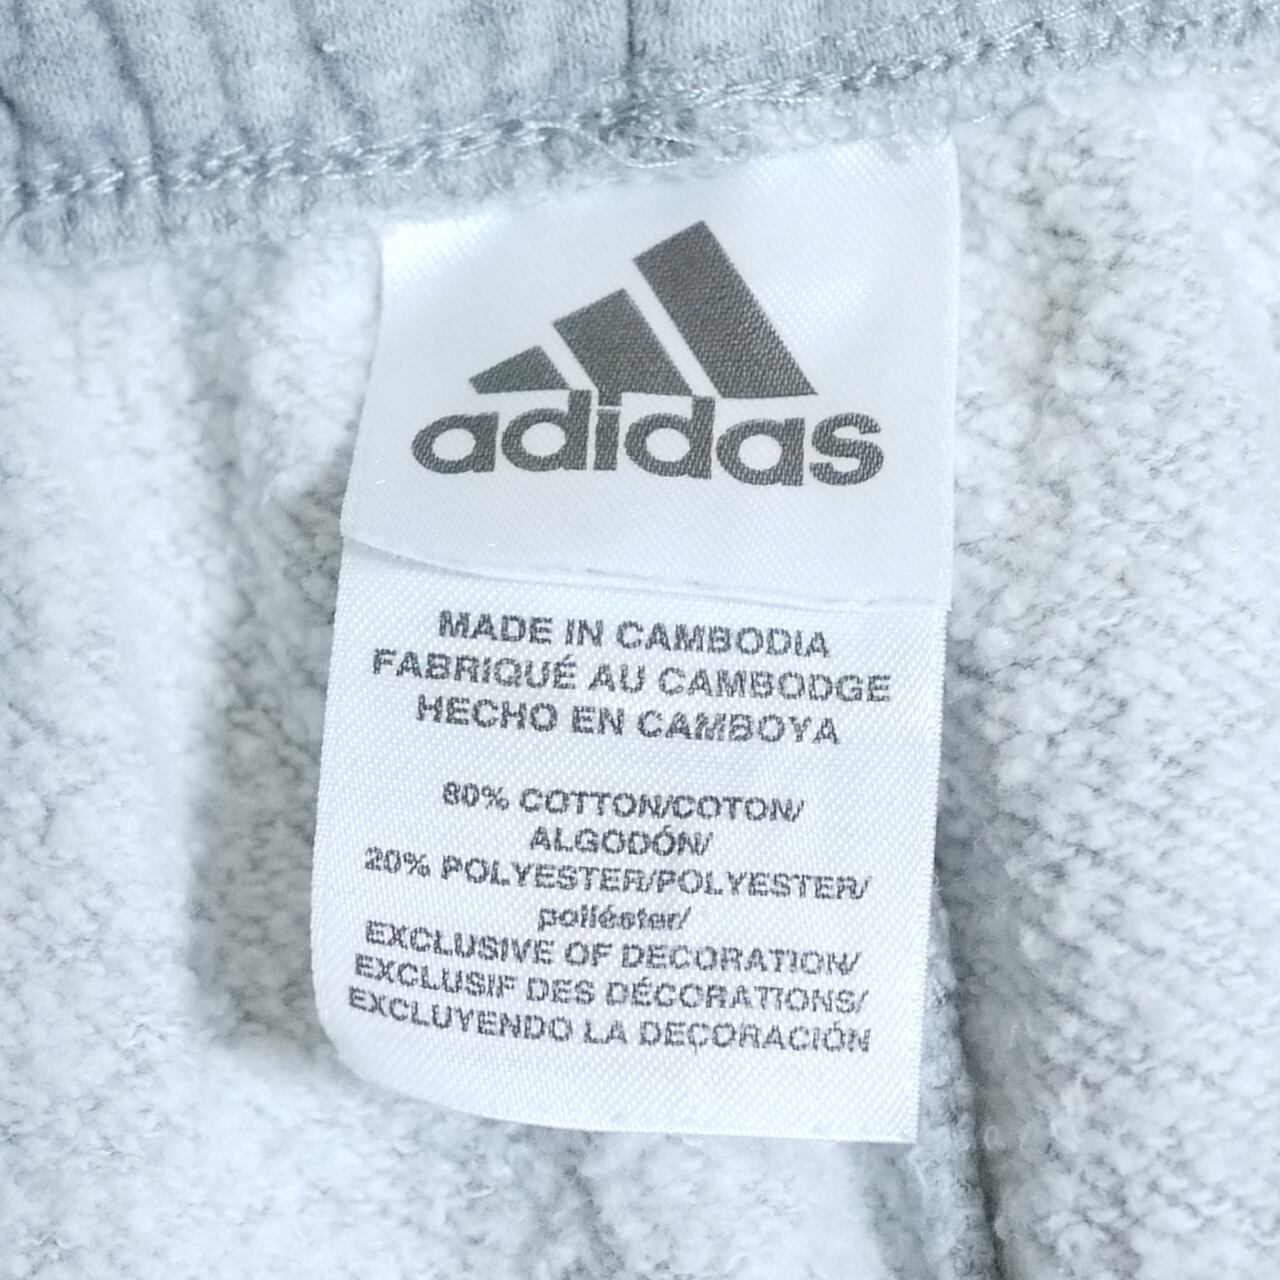 adidas
MADE IN CAMBODIA
FABRIQUÉ AU CAMBODGE
HECHO EN CAMBOYA
80% COTTON/COTON/
ALGODÓN/
20% POLYESTER/POLYESTER/
poliéster/
EXCLUSIVE OF DECORATION/
EXCLUSIF DES DÉCORATIONS/
EXCLUYENDO LA DECORACIÓN